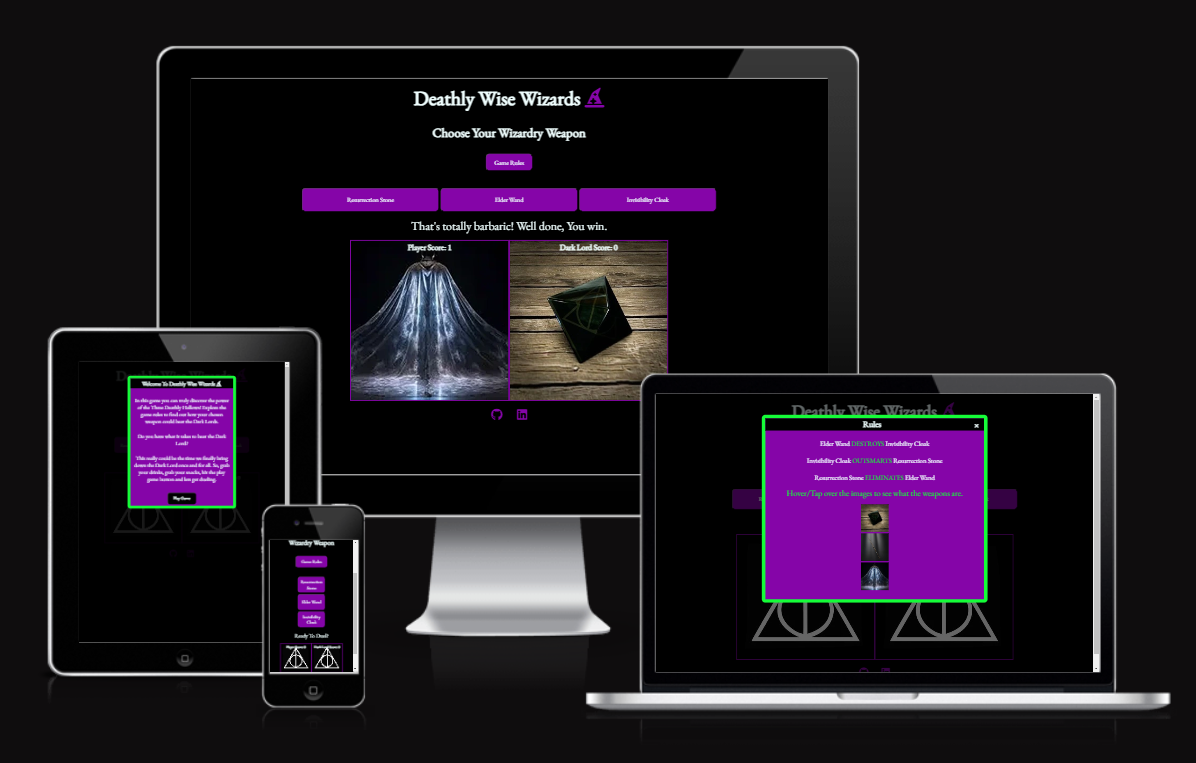 Deathly Wise Wizards
Choose Your Wizardry Weapon
Game Rules
Resurrection Stone
Elder Wand
Invisibility Cloak
That's totally barbaric! Well done, You win.
Player Score: 1
Dark Lord Score: 0
Deathly Wise Wizards
Welcome To Deathly Wise Wizards
In this game you can truly discover the power
of the Three Deathly Hallows! Explore the
game rules to find out how your chosen
weapon could beat the Dark Lords.
Do you have what it takes to beat the Dark
Lord?
This really could be the time we finally bring
down the Dark Lord once and for all. So, grab
your drinks, grab your snacks, hit the play
game button and lets get dueling.
Play Game
Wizardry Weapon
Game Rules
Resurrection
Stone
Elder Wand
Invisibility
Cloak
Ready To Duel?
Deathly Wise Wizards
Rules
×
Elder Wand DESTROYS Invisibility Cloak
Invisibility Cloak OUTSMARTS Resurrection Stone
Resurrection Stone ELIMINATES Elder Wand
Hover/Tap over the images to see what the weapons are.